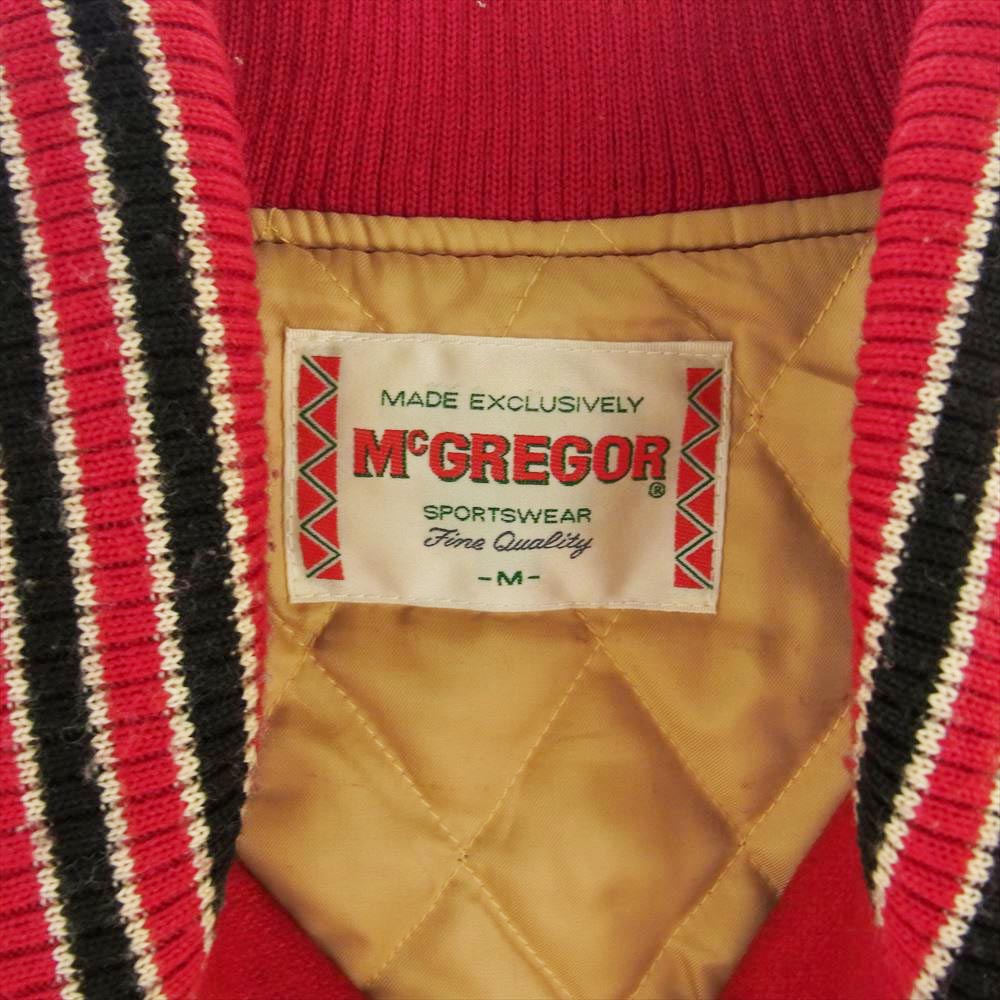 MADE EXCLUSIVELY
McGREGOR®
SPORTSWEAR
Fine Quality
-M-